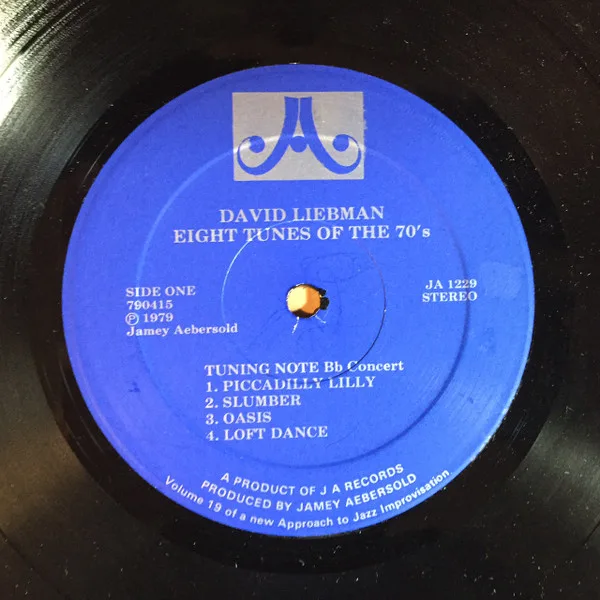 DAVID LIEBMAN
EIGHT TUNES OF THE 70's
SIDE ONE
790415
Ⓟ 1979
Jamey Aebersold
JA 1229
STEREO
TUNING NOTE Bb Concert
1. PICCADILLY LILLY
2. SLUMBER
3. OASIS
4. LOFT DANCE
A PRODUCT OF J A RECORDS
PRODUCED BY JAMEY AEBERSOLD
Volume 19 of a new Approach to Jazz Improvisation